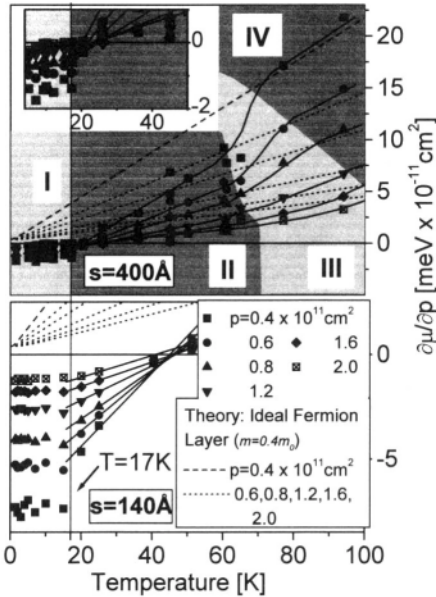 0
-2
20 40
IV
I
II
III
s=400Å
20
15
10
5
0
∂μ/∂p [meV × 10⁻¹¹cm²]
p=0.4 x 10¹¹cm²
0.6 1.6
0.8 2.0
1.2
Theory: Ideal Fermion
Layer (m=0.4m₀)
p=0.4 x 10¹¹cm²
0.6,0.8,1.2,1.6,
2.0
T=17K
s=140Å
0
-5
0 20 40 60 80 100
Temperature [K]